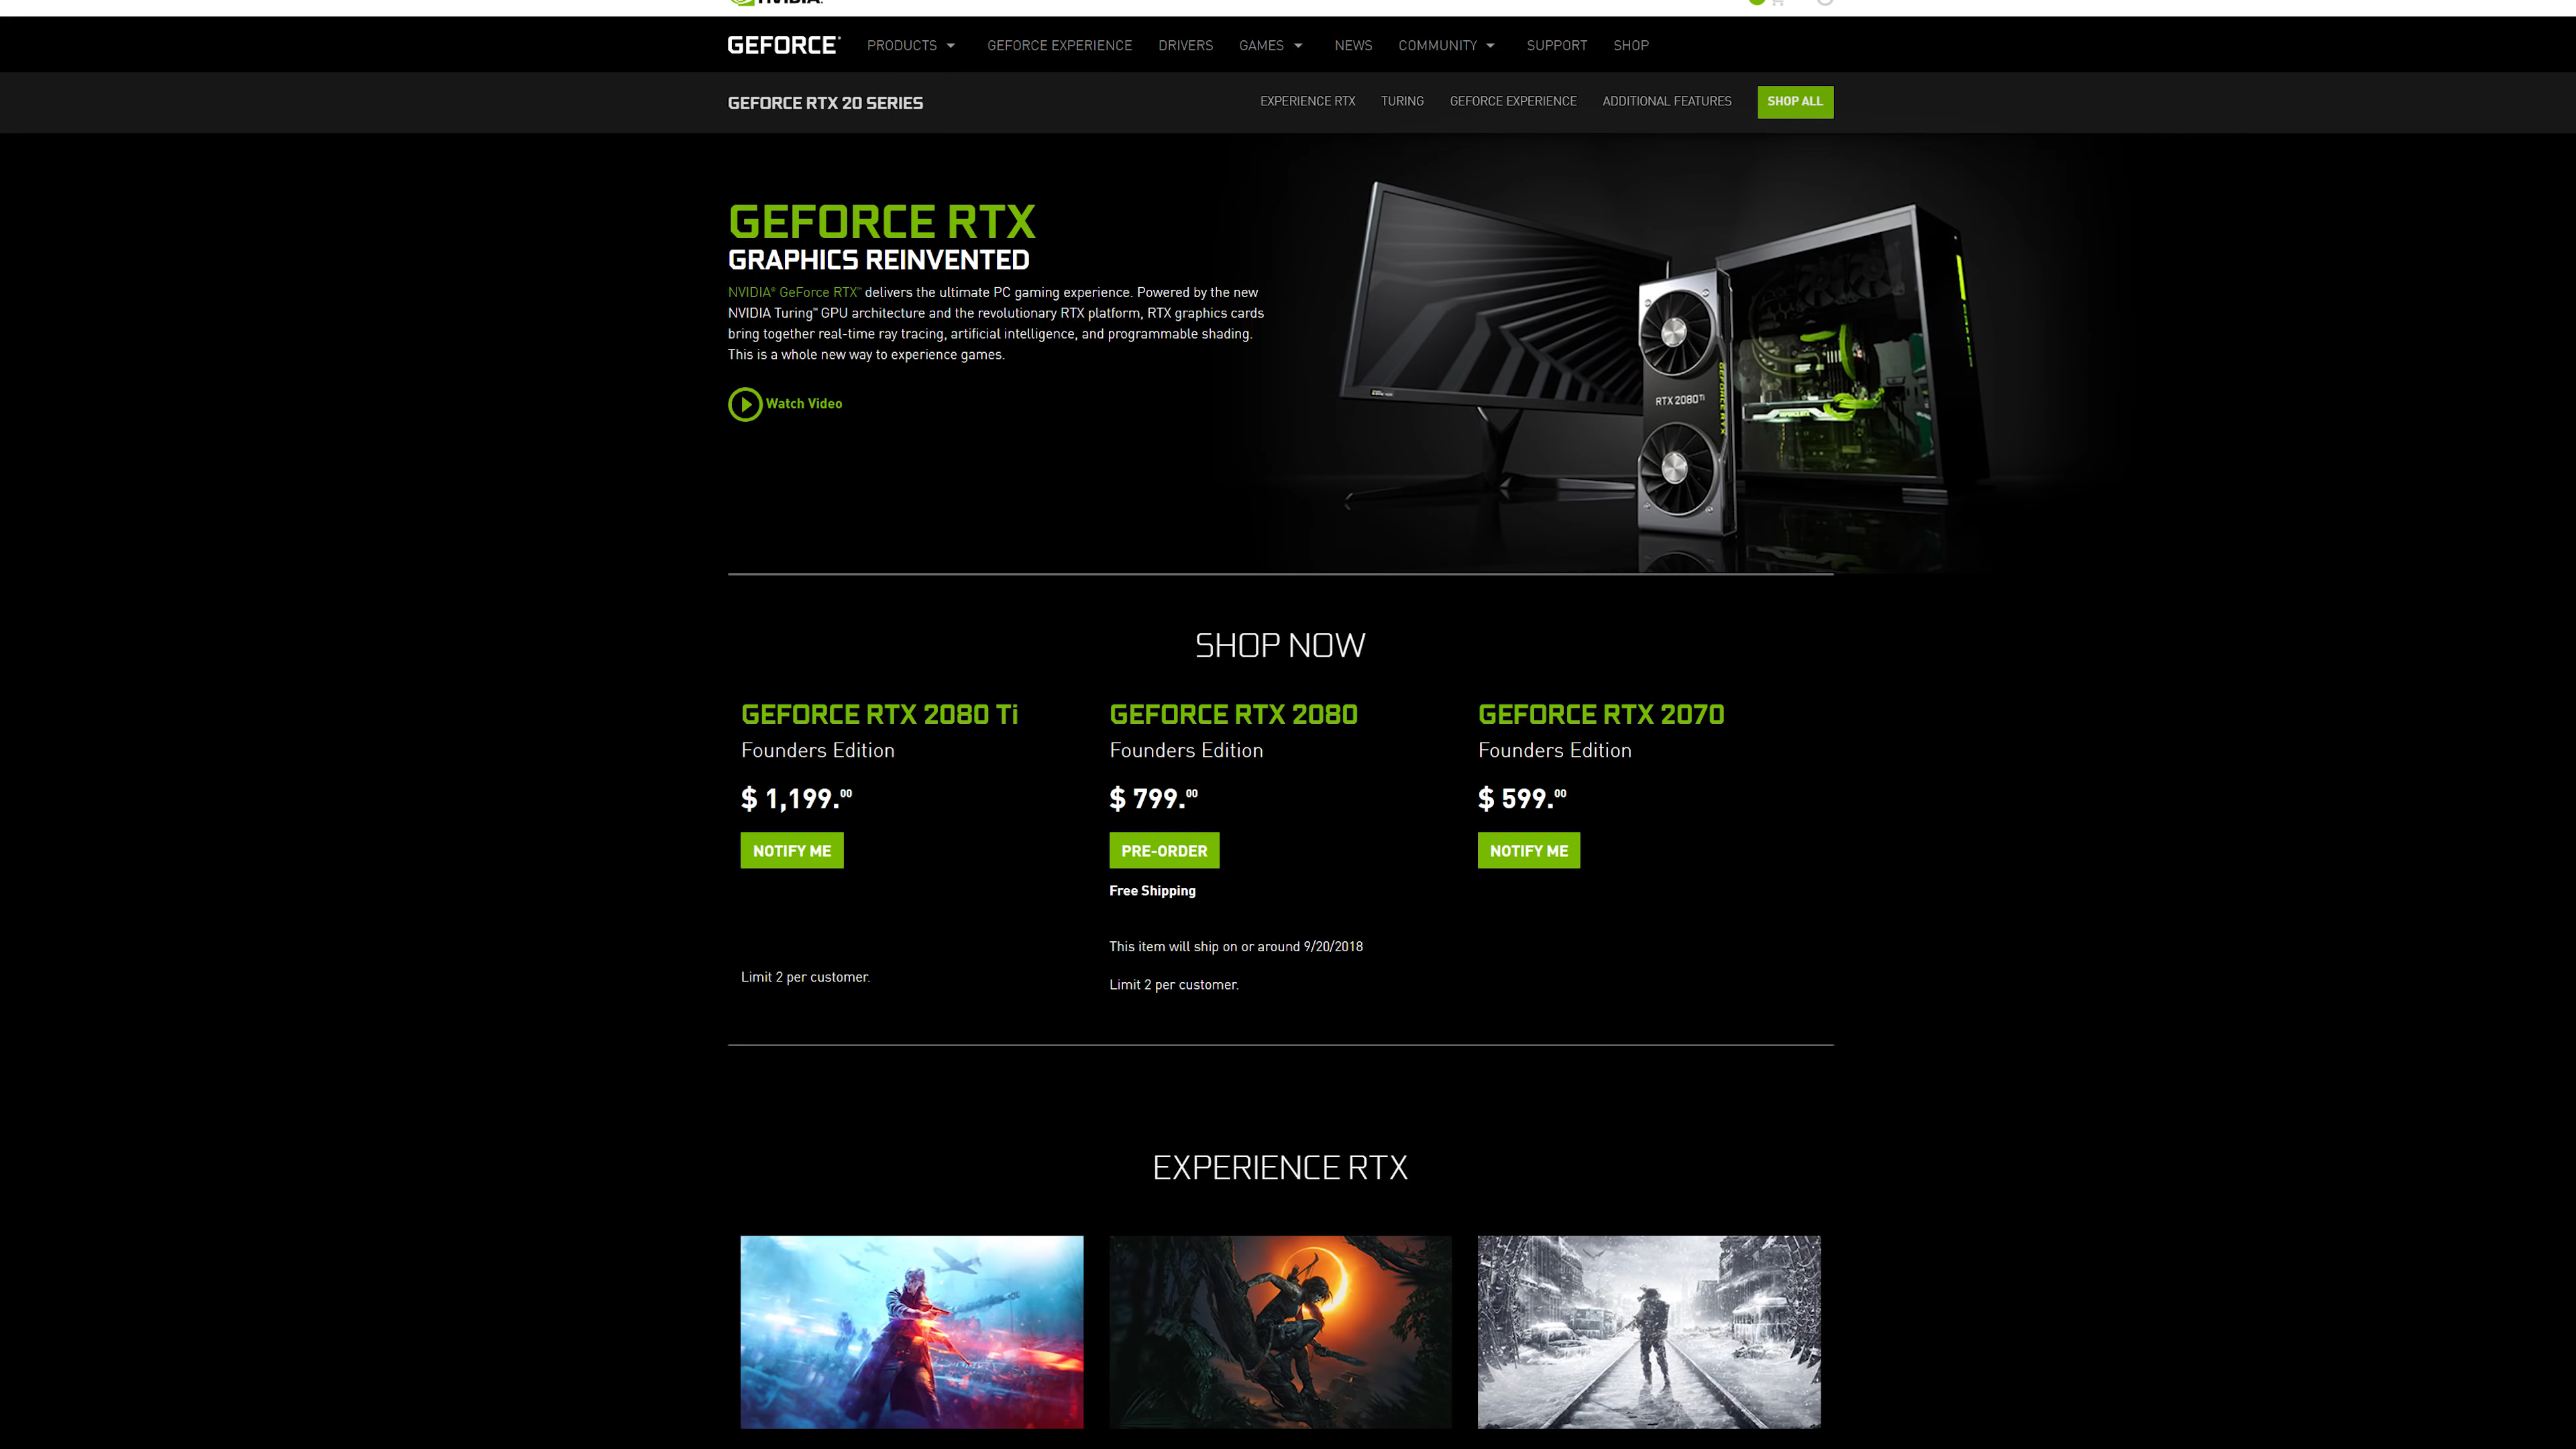 NVIDIA.
GEFORCE® PRODUCTS GEFORCE EXPERIENCE DRIVERS GAMES NEWS COMMUNITY SUPPORT SHOP
GEFORCE RTX 20 SERIES EXPERIENCE RTX TURING GEFORCE EXPERIENCE ADDITIONAL FEATURES SHOP ALL
GEFORCE RTX
GRAPHICS REINVENTED
NVIDIA® GeForce RTX™ delivers the ultimate PC gaming experience. Powered by the new
NVIDIA Turing™ GPU architecture and the revolutionary RTX platform, RTX graphics cards
bring together real-time ray tracing, artificial intelligence, and programmable shading.
This is a whole new way to experience games.
Watch Video
RTX 2080 Ti
GEFORCE RTX
GEFORCE RTX
SHOP NOW
GEFORCE RTX 2080 Ti
Founders Edition
$ 1,199.00
NOTIFY ME
Limit 2 per customer.
GEFORCE RTX 2080
Founders Edition
$ 799.00
PRE-ORDER
Free Shipping
This item will ship on or around 9/20/2018
Limit 2 per customer.
GEFORCE RTX 2070
Founders Edition
$ 599.00
NOTIFY ME
EXPERIENCE RTX